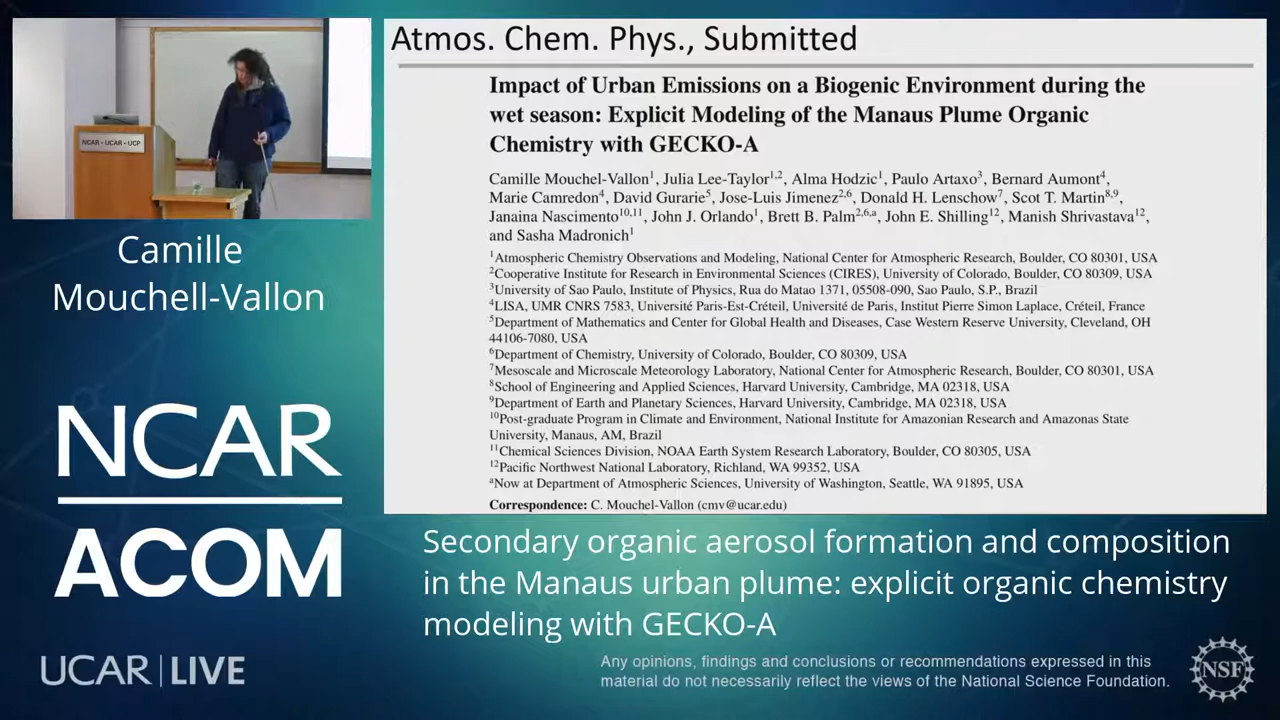 Atmos. Chem. Phys., Submitted
Impact of Urban Emissions on a Biogenic Environment during the
wet season: Explicit Modeling of the Manaus Plume Organic
Chemistry with GECKO-A
Camille Mouchel-Vallon¹, Julia Lee-Taylor¹,², Alma Hodzic¹, Paulo Artaxo³, Bernard Aumont⁴,
Marie Camredon⁴, David Gurarie⁵, Jose-Luis Jimenez²,⁶, Donald H. Lenschow⁷, Scot T. Martin⁸,⁹,
Janaina Nascimento¹⁰,¹¹, John J. Orlando¹, Brett B. Palm²,⁶,ᵃ, John E. Shilling¹², Manish Shrivastava¹²,
and Sasha Madronich¹
¹Atmospheric Chemistry Observations and Modeling, National Center for Atmospheric Research, Boulder, CO 80301, USA
²Cooperative Institute for Research in Environmental Sciences (CIRES), University of Colorado, Boulder, CO 80309, USA
³University of Sao Paulo, Institute of Physics, Rua do Matao 1371, 05508-090, Sao Paulo, S.P., Brazil
⁴LISA, UMR CNRS 7583, Université Paris-Est-Créteil, Université de Paris, Institut Pierre Simon Laplace, Créteil, France
⁵Department of Mathematics and Center for Global Health and Diseases, Case Western Reserve University, Cleveland, OH
44106-7080, USA
⁶Department of Chemistry, University of Colorado, Boulder, CO 80309, USA
⁷Mesoscale and Microscale Meteorology Laboratory, National Center for Atmospheric Research, Boulder, CO 80301, USA
⁸School of Engineering and Applied Sciences, Harvard University, Cambridge, MA 02318, USA
⁹Department of Earth and Planetary Sciences, Harvard University, Cambridge, MA 02318, USA
¹⁰Post-graduate Program in Climate and Environment, National Institute for Amazonian Research and Amazonas State
University, Manaus, AM, Brazil
¹¹Chemical Sciences Division, NOAA Earth System Research Laboratory, Boulder, CO 80305, USA
¹²Pacific Northwest National Laboratory, Richland, WA 99352, USA
ᵃNow at Department of Atmospheric Sciences, University of Washington, Seattle, WA 91895, USA
Correspondence: C. Mouchel-Vallon (cmv@ucar.edu)
NCAR • UCAR • UCP
Camille
Mouchell-Vallon
NCAR
ACOM
UCAR | LIVE
Secondary organic aerosol formation and composition
in the Manaus urban plume: explicit organic chemistry
modeling with GECKO-A
Any opinions, findings and conclusions or recommendations expressed in this
material do not necessarily reflect the views of the National Science Foundation.
NSF